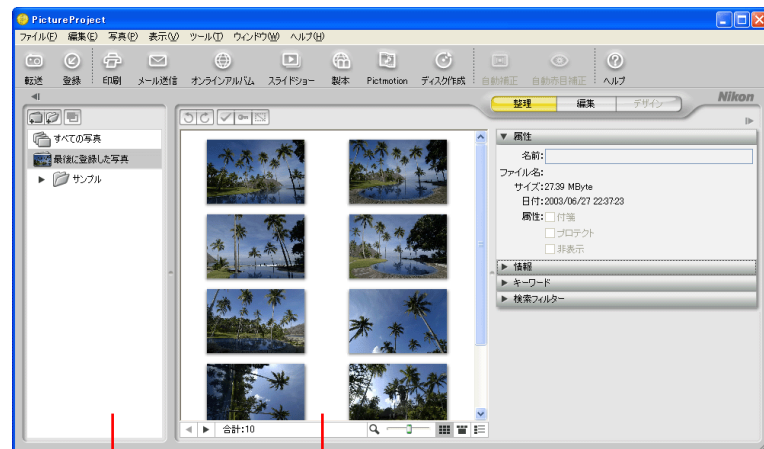 PictureProject
ファイル(F) 編集(E) 写真(P) 表示(V) ツール(T) ウィンドウ(W) ヘルプ(H)
転送 登録 印刷 メール送信 オンラインアルバム スライドショー 製本 Pictmotion ディスク作成 自動補正 自動赤目補正 ヘルプ
整理 編集 デザイン Nikon
すべての写真
最後に登録した写真
サンプル
属性
名前:
ファイル名:
サイズ:27.39 MByte
日付:2003/06/27 22:37:23
属性: 付箋
プロテクト
非表示
情報
キーワード
検索フィルター
合計:10